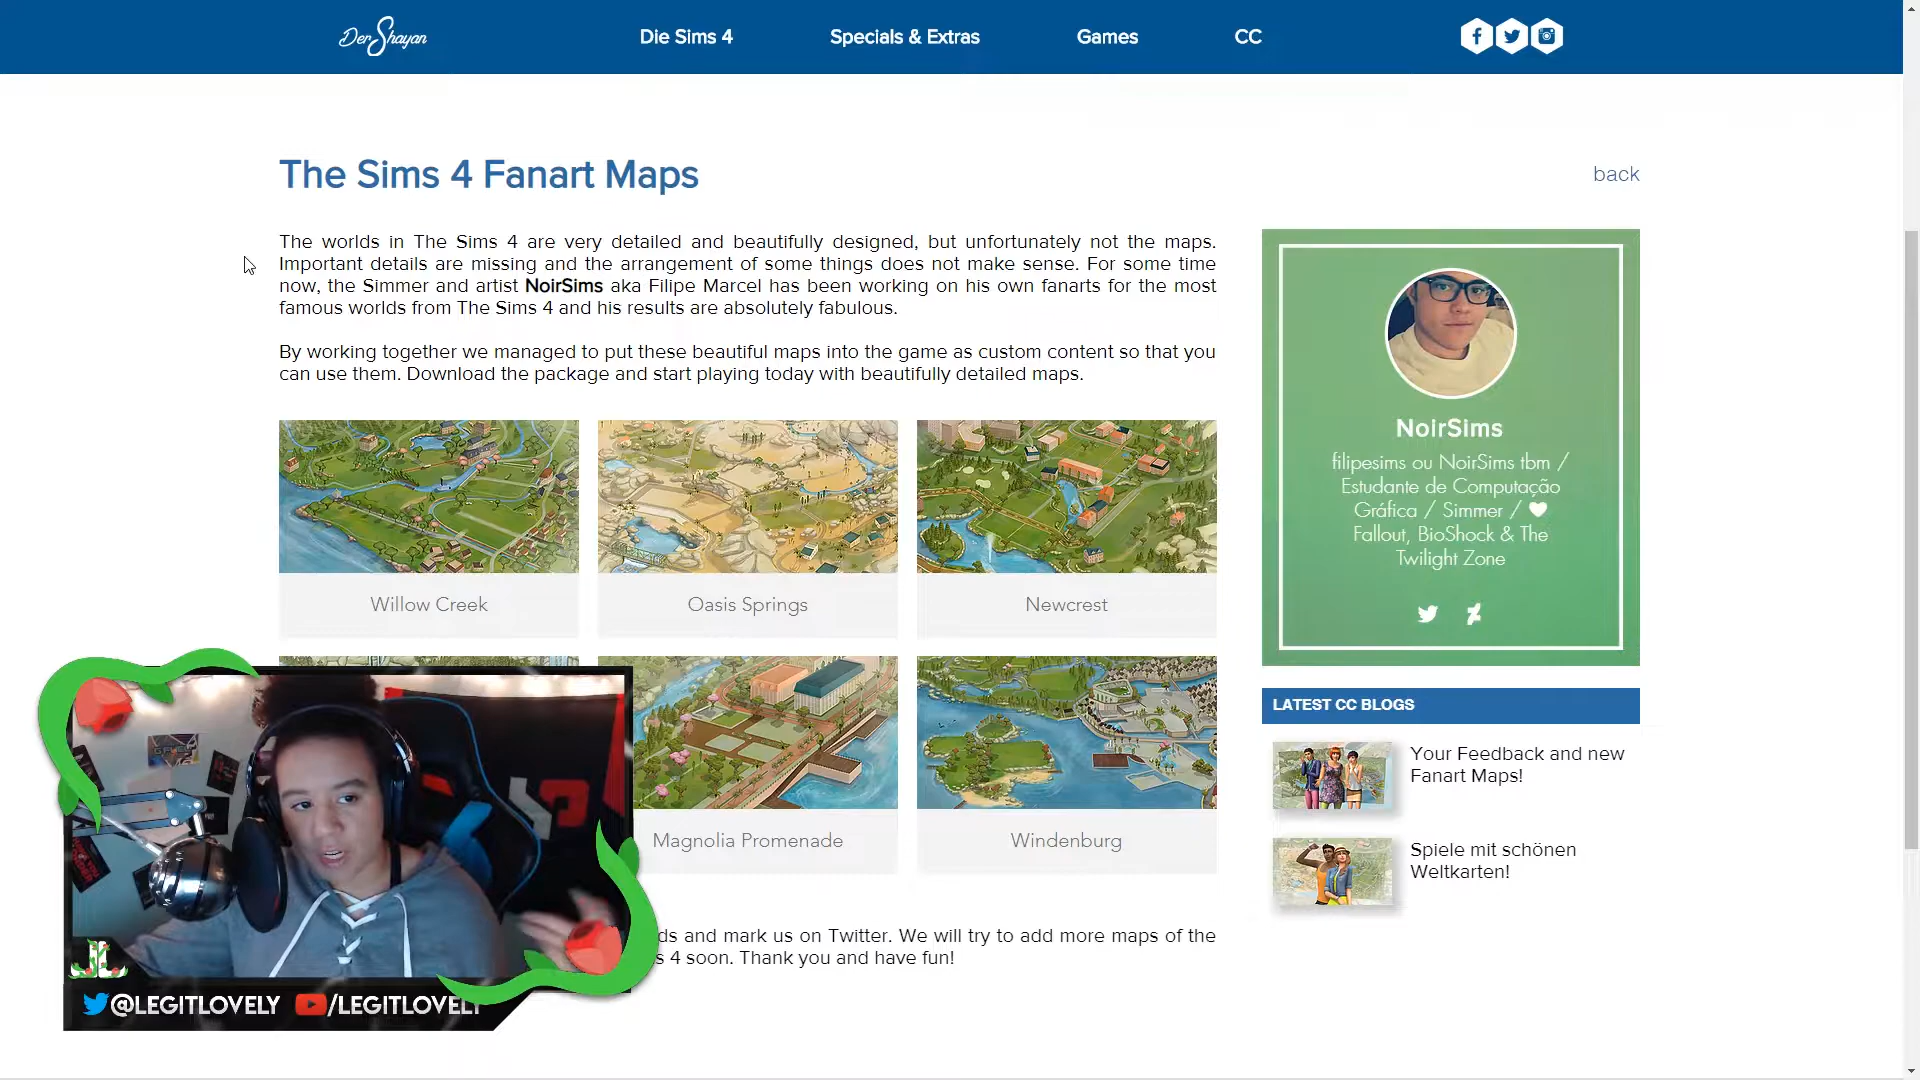 Der Shayan
Die Sims 4
Specials & Extras
Games
CC
The Sims 4 Fanart Maps
back
The worlds in The Sims 4 are very detailed and beautifully designed, but unfortunately not the maps.
Important details are missing and the arrangement of some things does not make sense. For some time
now, the Simmer and artist NoirSims aka Filipe Marcel has been working on his own fanarts for the most
famous worlds from The Sims 4 and his results are absolutely fabulous.
By working together we managed to put these beautiful maps into the game as custom content so that you
can use them. Download the package and start playing today with beautifully detailed maps.
Willow Creek
Oasis Springs
Newcrest
Magnolia Promenade
Windenburg
ds and mark us on Twitter. We will try to add more maps of the
s 4 soon. Thank you and have fun!
NoirSims
filipesims ou NoirSims tbm /
Estudante de Computação
Gráfica / Simmer / ♥
Fallout, BioShock & The
Twilight Zone
LATEST CC BLOGS
Your Feedback and new
Fanart Maps!
Spiele mit schönen
Weltkarten!
JL
@LEGITLOVELY
/LEGITLOVELY